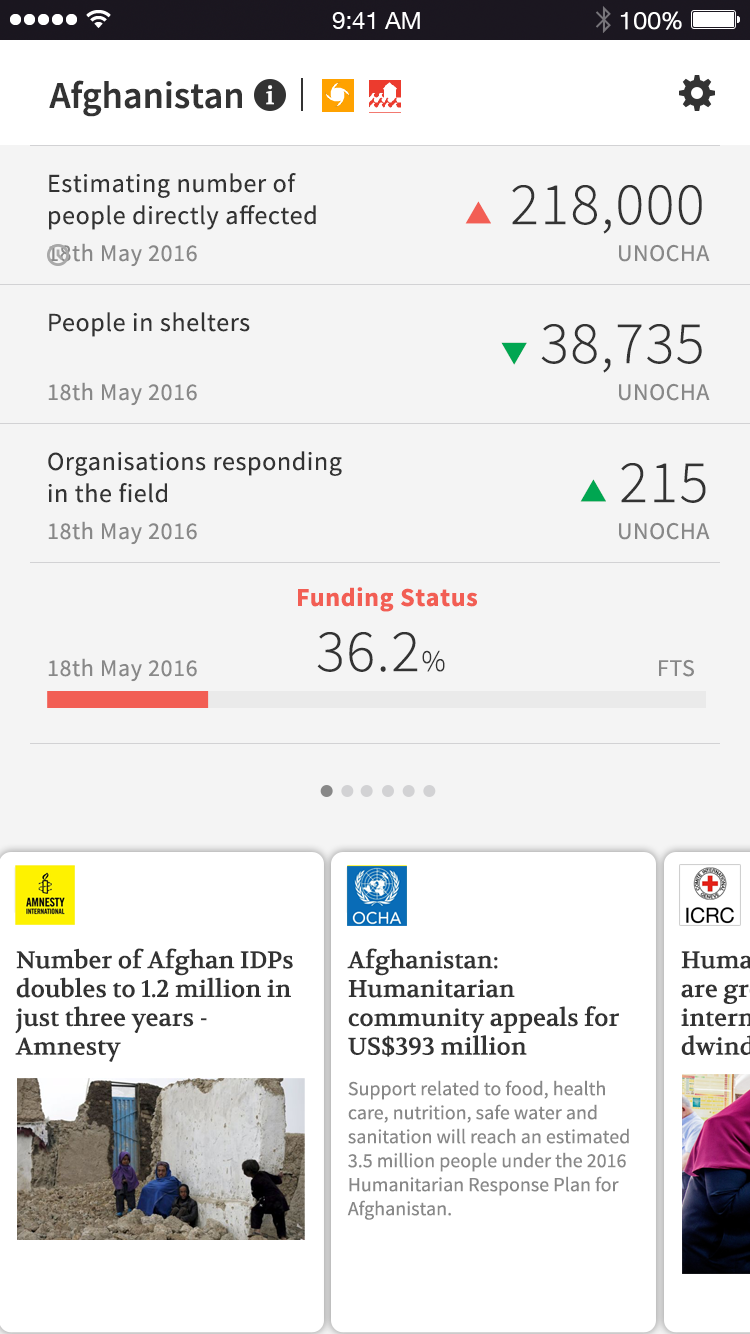 9:41 AM
100%
Afghanistan
Estimating number of
people directly affected
218,000
18th May 2016
UNOCHA
People in shelters
38,735
18th May 2016
UNOCHA
Organisations responding
in the field
215
18th May 2016
UNOCHA
Funding Status
36.2%
18th May 2016
FTS
AMNESTY
INTERNATIONAL
Number of Afghan IDPs
doubles to 1.2 million in
just three years -
Amnesty
OCHA
Afghanistan:
Humanitarian
community appeals for
US$393 million
Support related to food, health
care, nutrition, safe water and
sanitation will reach an estimated
3.5 million people under the 2016
Humanitarian Response Plan for
Afghanistan.
COMITE INTERNATIONAL
GENEVE
ICRC
Huma
are gr
intern
dwind